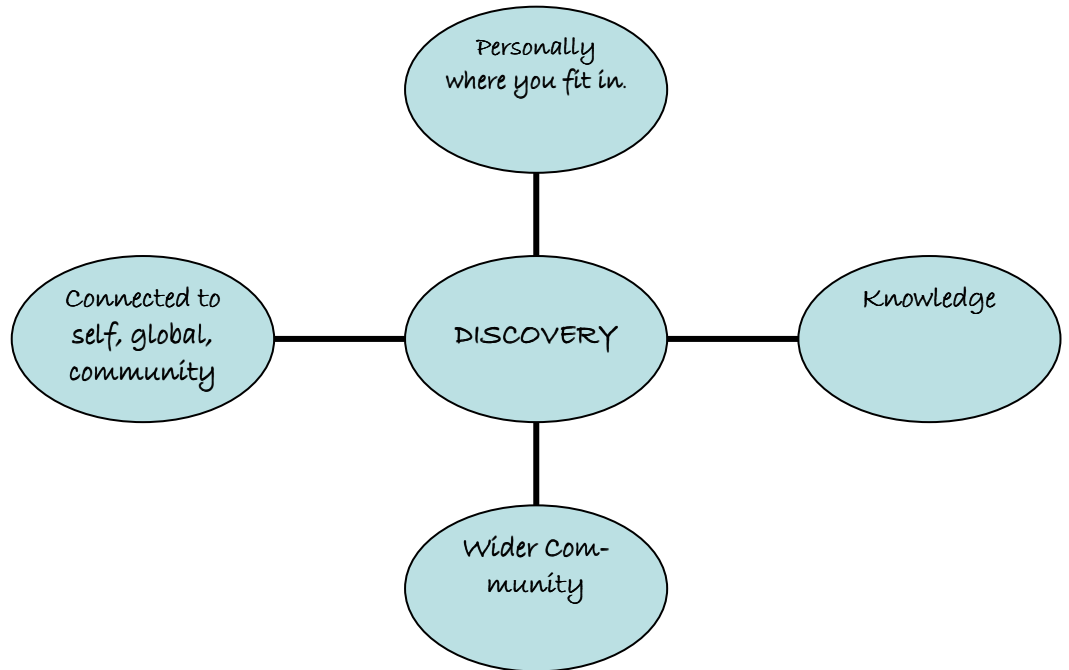 Personally
where you fit in.
Connected to
self, global,
community
DISCOVERY
Knowledge
Wider Com-
munity